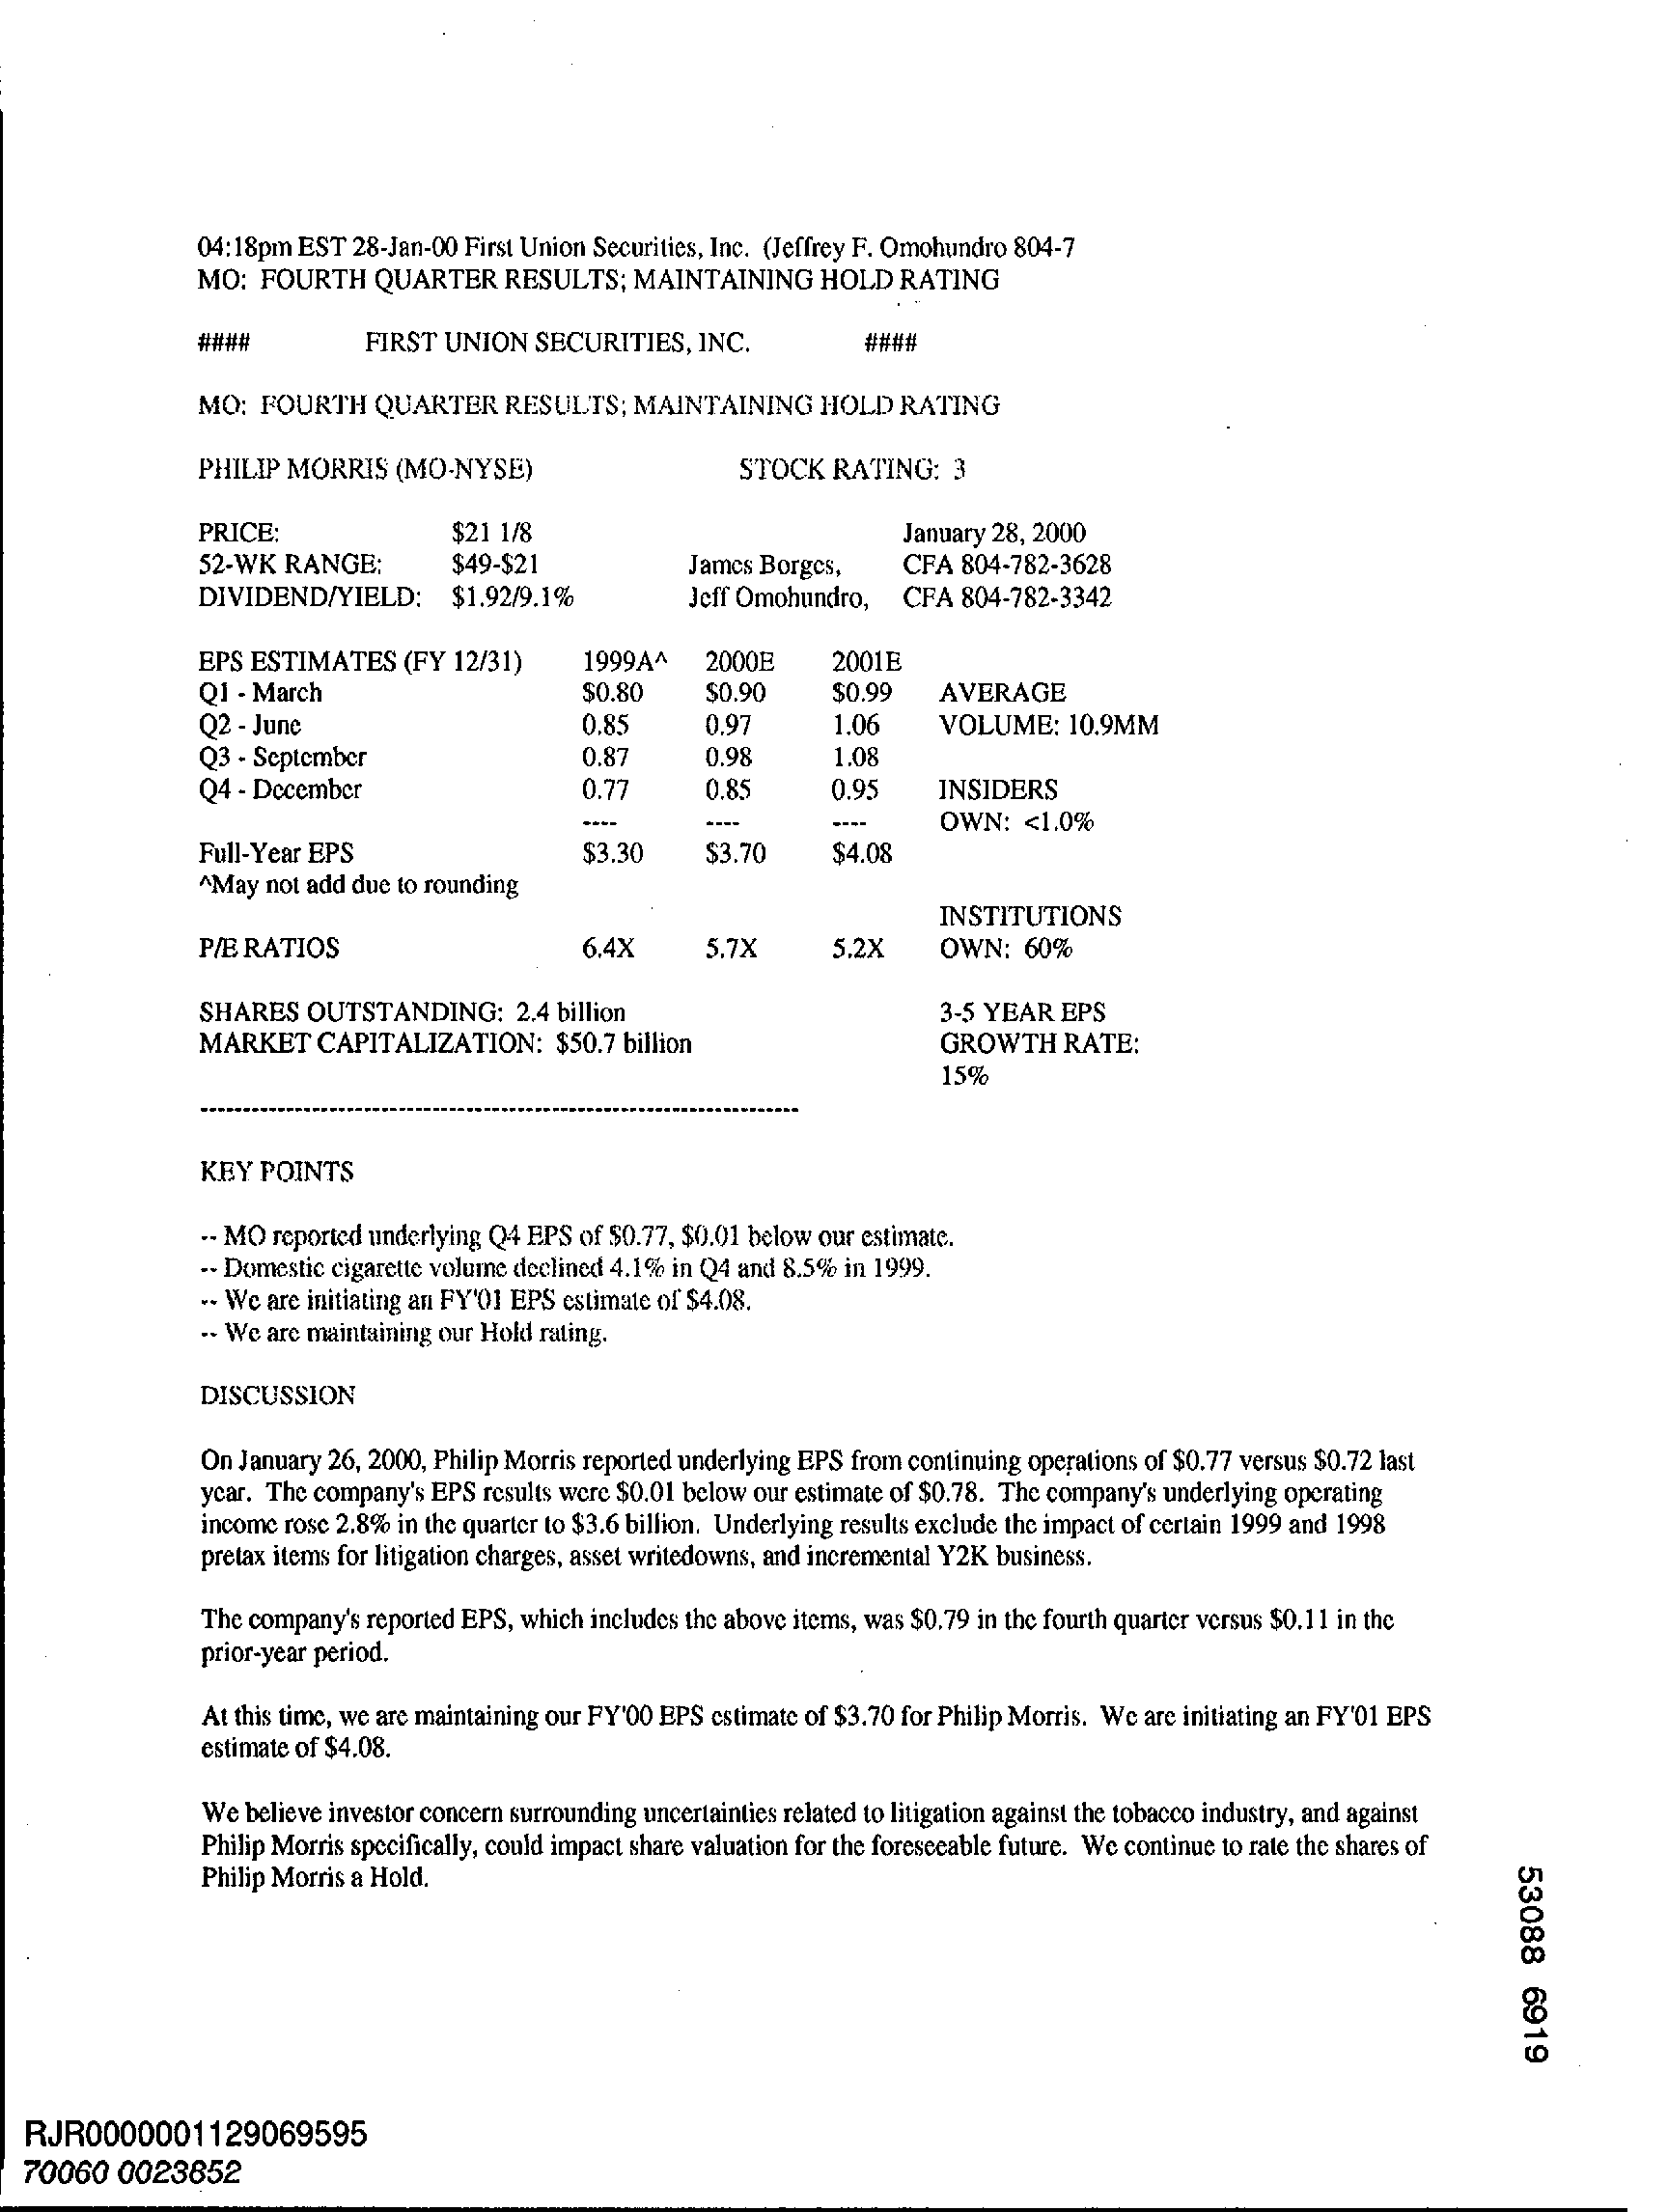 04:18pm EST 28-Jan-00 First Union Securities, Inc. (Jeffrey F. Omohundro 804-7
MO: FOURTH QUARTER RESULTS; MAINTAINING HOLD RATING
#### FIRST UNION SECURITIES, INC. ####
MO: FOURTH QUARTER RESULTS; MAINTAINING HOLD RATING
PHILIP MORRIS (MO-NYSE) STOCK RATING: 3
PRICE: $21 1/8 January 28, 2000
52-WK RANGE: $49-$21 James Borges, CFA 804-782-3628
DIVIDEND/YIELD: $1.92/9.1% Jeff Omohundro, CFA 804-782-3342
EPS ESTIMATES (FY 12/31) 1999A^ 2000E 2001E
Q1 - March $0.80 $0.90 $0.99 AVERAGE
Q2 - June 0.85 0.97 1.06 VOLUME: 10.9MM
Q3 - September 0.87 0.98 1.08
Q4 - December 0.77 0.85 0.95 INSIDERS
---- ---- ---- OWN: <1.0%
Full-Year EPS $3.30 $3.70 $4.08
^May not add due to rounding
INSTITUTIONS
P/E RATIOS 6.4X 5.7X 5.2X OWN: 60%
SHARES OUTSTANDING: 2.4 billion 3-5 YEAR EPS
MARKET CAPITALIZATION: $50.7 billion GROWTH RATE:
15%
----------------------------------------------------------------------
KEY POINTS
-- MO reported underlying Q4 EPS of $0.77, $0.01 below our estimate.
-- Domestic cigarette volume declined 4.1% in Q4 and 8.5% in 1999.
-- We are initiating an FY'01 EPS estimate of $4.08.
-- We are maintaining our Hold rating.
DISCUSSION
On January 26, 2000, Philip Morris reported underlying EPS from continuing operations of $0.77 versus $0.72 last
year. The company's EPS results were $0.01 below our estimate of $0.78. The company's underlying operating
income rose 2.8% in the quarter to $3.6 billion. Underlying results exclude the impact of certain 1999 and 1998
pretax items for litigation charges, asset writedowns, and incremental Y2K business.
The company's reported EPS, which includes the above items, was $0.79 in the fourth quarter versus $0.11 in the
prior-year period.
At this time, we are maintaining our FY'00 EPS estimate of $3.70 for Philip Morris. We are initiating an FY'01 EPS
estimate of $4.08.
We believe investor concern surrounding uncertainties related to litigation against the tobacco industry, and against
Philip Morris specifically, could impact share valuation for the foreseeable future. We continue to rate the shares of
Philip Morris a Hold.
53088 6919
RJR0000001129069595
70060 0023852